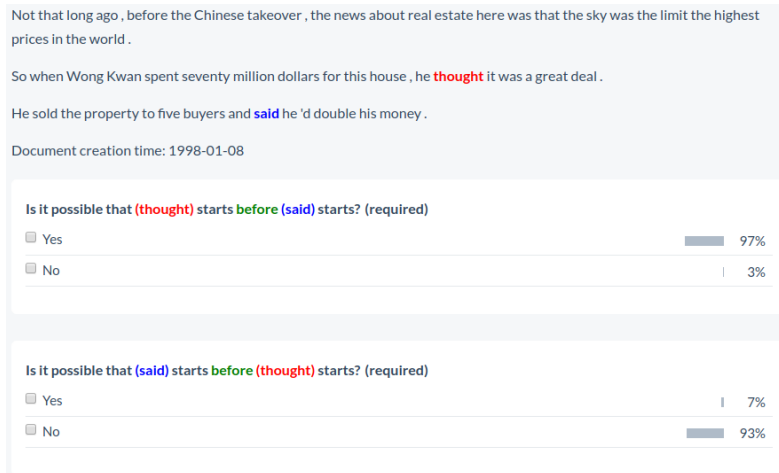 Not that long ago , before the Chinese takeover , the news about real estate here was that the sky was the limit the highest
prices in the world .
So when Wong Kwan spent seventy million dollars for this house , he thought it was a great deal .
He sold the property to five buyers and said he 'd double his money .
Document creation time: 1998-01-08
Is it possible that (thought) starts before (said) starts? (required)
Yes 97%
No 3%
Is it possible that (said) starts before (thought) starts? (required)
Yes 7%
No 93%